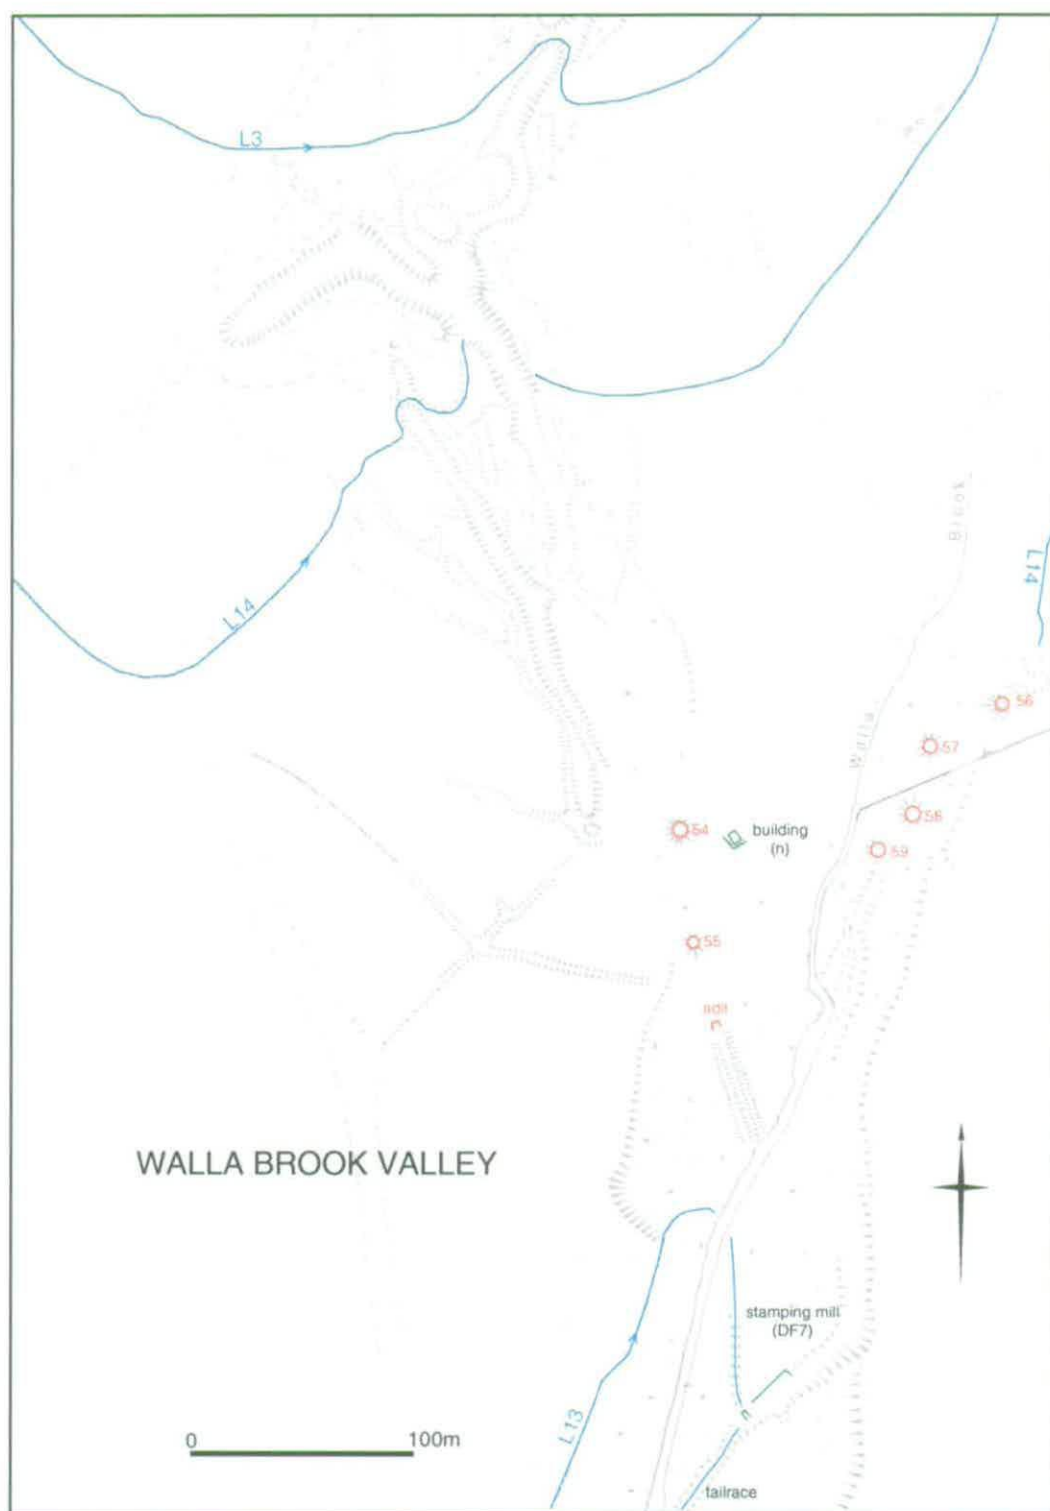 L3
L14
Brook
L14
56
Walla
57
58
54
building
(n)
59
55
adit
WALLA BROOK VALLEY
stamping mill
(DF7)
L13
0 100m
tailrace